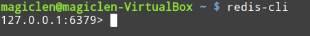 magiclen@magiclen-VirtualBox ~ $ redis-cli
127.0.0.1:6379>